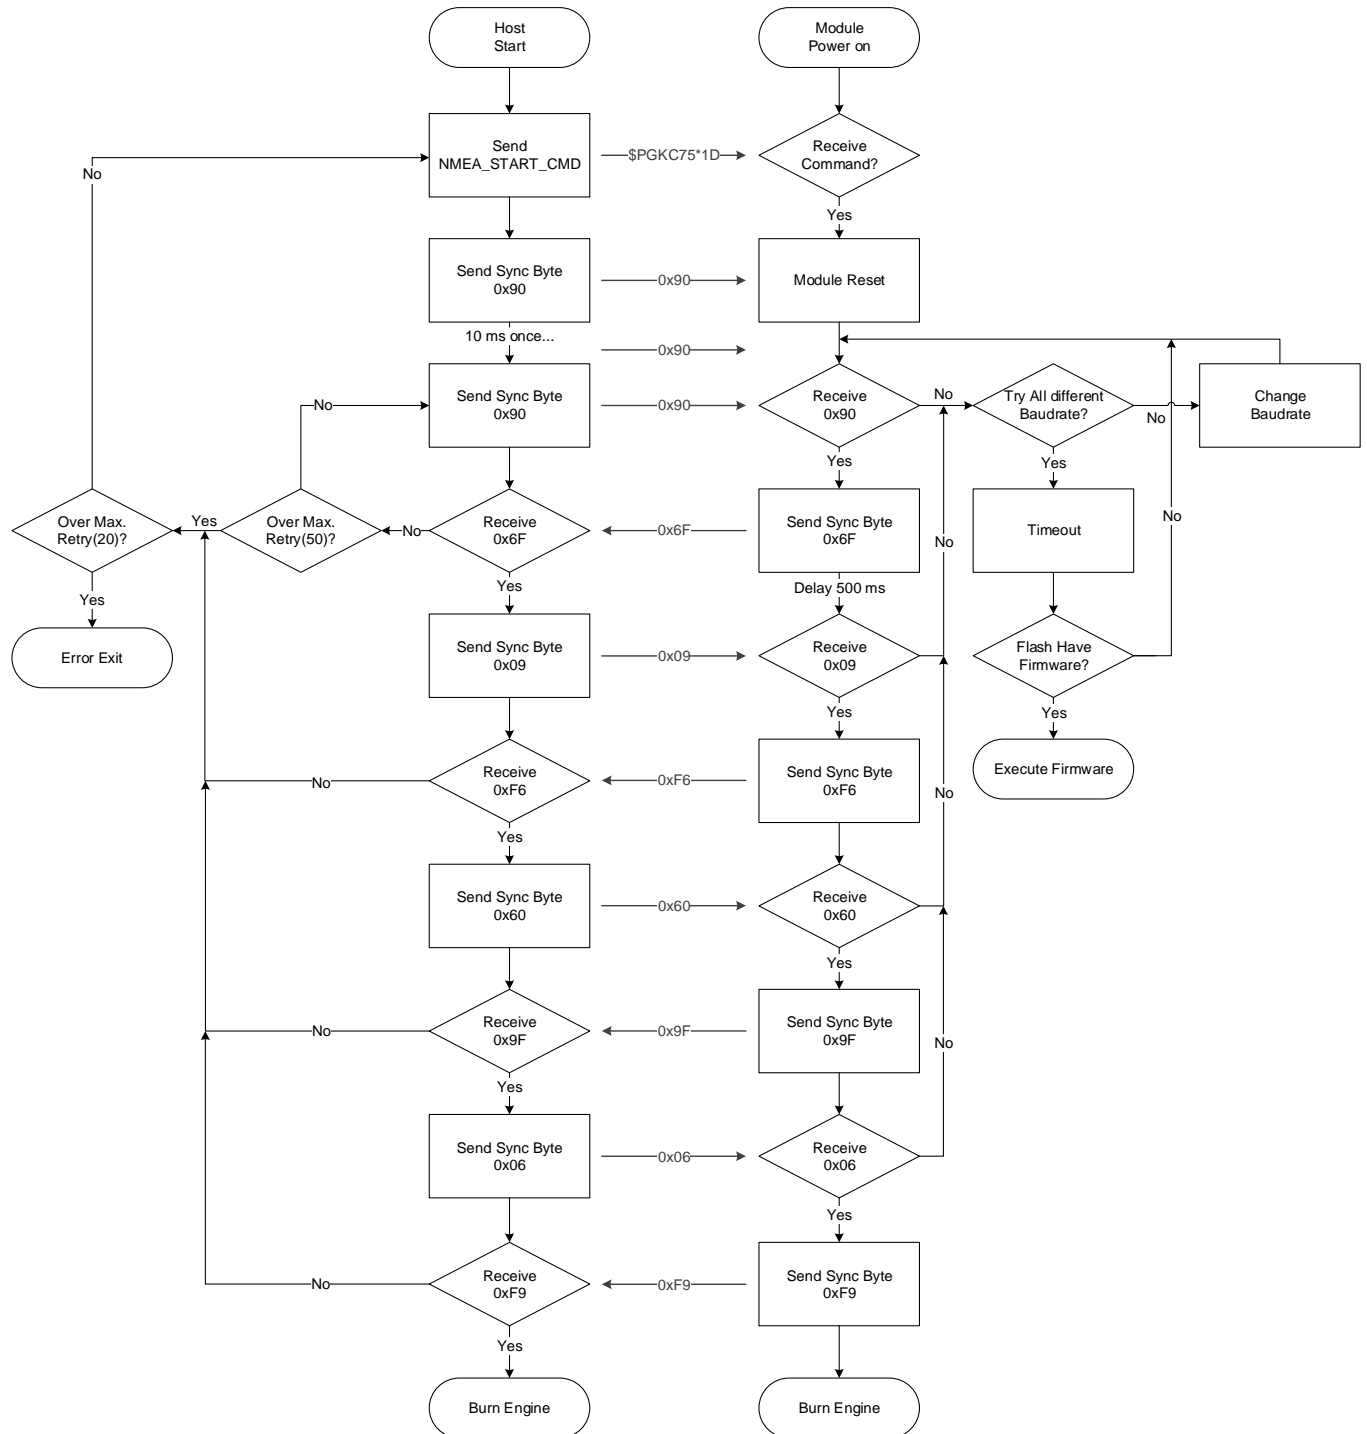 Host
Start
Module
Power on
Send
NMEA_START_CMD
$PGKC75*1D
Receive
Command?
No
Yes
Send Sync Byte
0x90
0x90
Module Reset
10 ms once...
0x90
Send Sync Byte
0x90
0x90
Receive
0x90
No
Try All different
Baudrate?
No
Change
Baudrate
No
Yes
Yes
Over Max.
Retry(20)?
Yes
Over Max.
Retry(50)?
No
Receive
0x6F
0x6F
Send Sync Byte
0x6F
No
Timeout
No
Yes
Yes
Delay 500 ms
Error Exit
Send Sync Byte
0x09
0x09
Receive
0x09
Flash Have
Firmware?
Yes
Yes
No
Receive
0xF6
0xF6
Send Sync Byte
0xF6
No
Execute Firmware
Yes
Send Sync Byte
0x60
0x60
Receive
0x60
Yes
No
Receive
0x9F
0x9F
Send Sync Byte
0x9F
No
Yes
Send Sync Byte
0x06
0x06
Receive
0x06
Yes
No
Receive
0xF9
0xF9
Send Sync Byte
0xF9
Yes
Burn Engine
Burn Engine